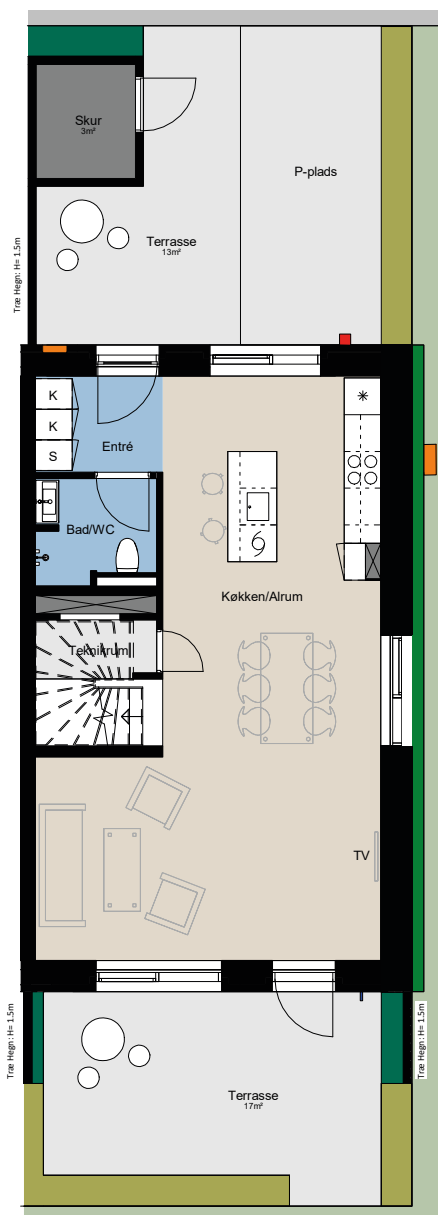 Skur
3m²
P-plads
Terrasse
13m²
Træ Hegn: H= 1.5m
K
K
S
Entré
Bad/WC
Køkken/Alrum
Teknikrum
TV
Træ Hegn: H= 1.5m
Træ Hegn: H= 1.5m
Terrasse
17m²